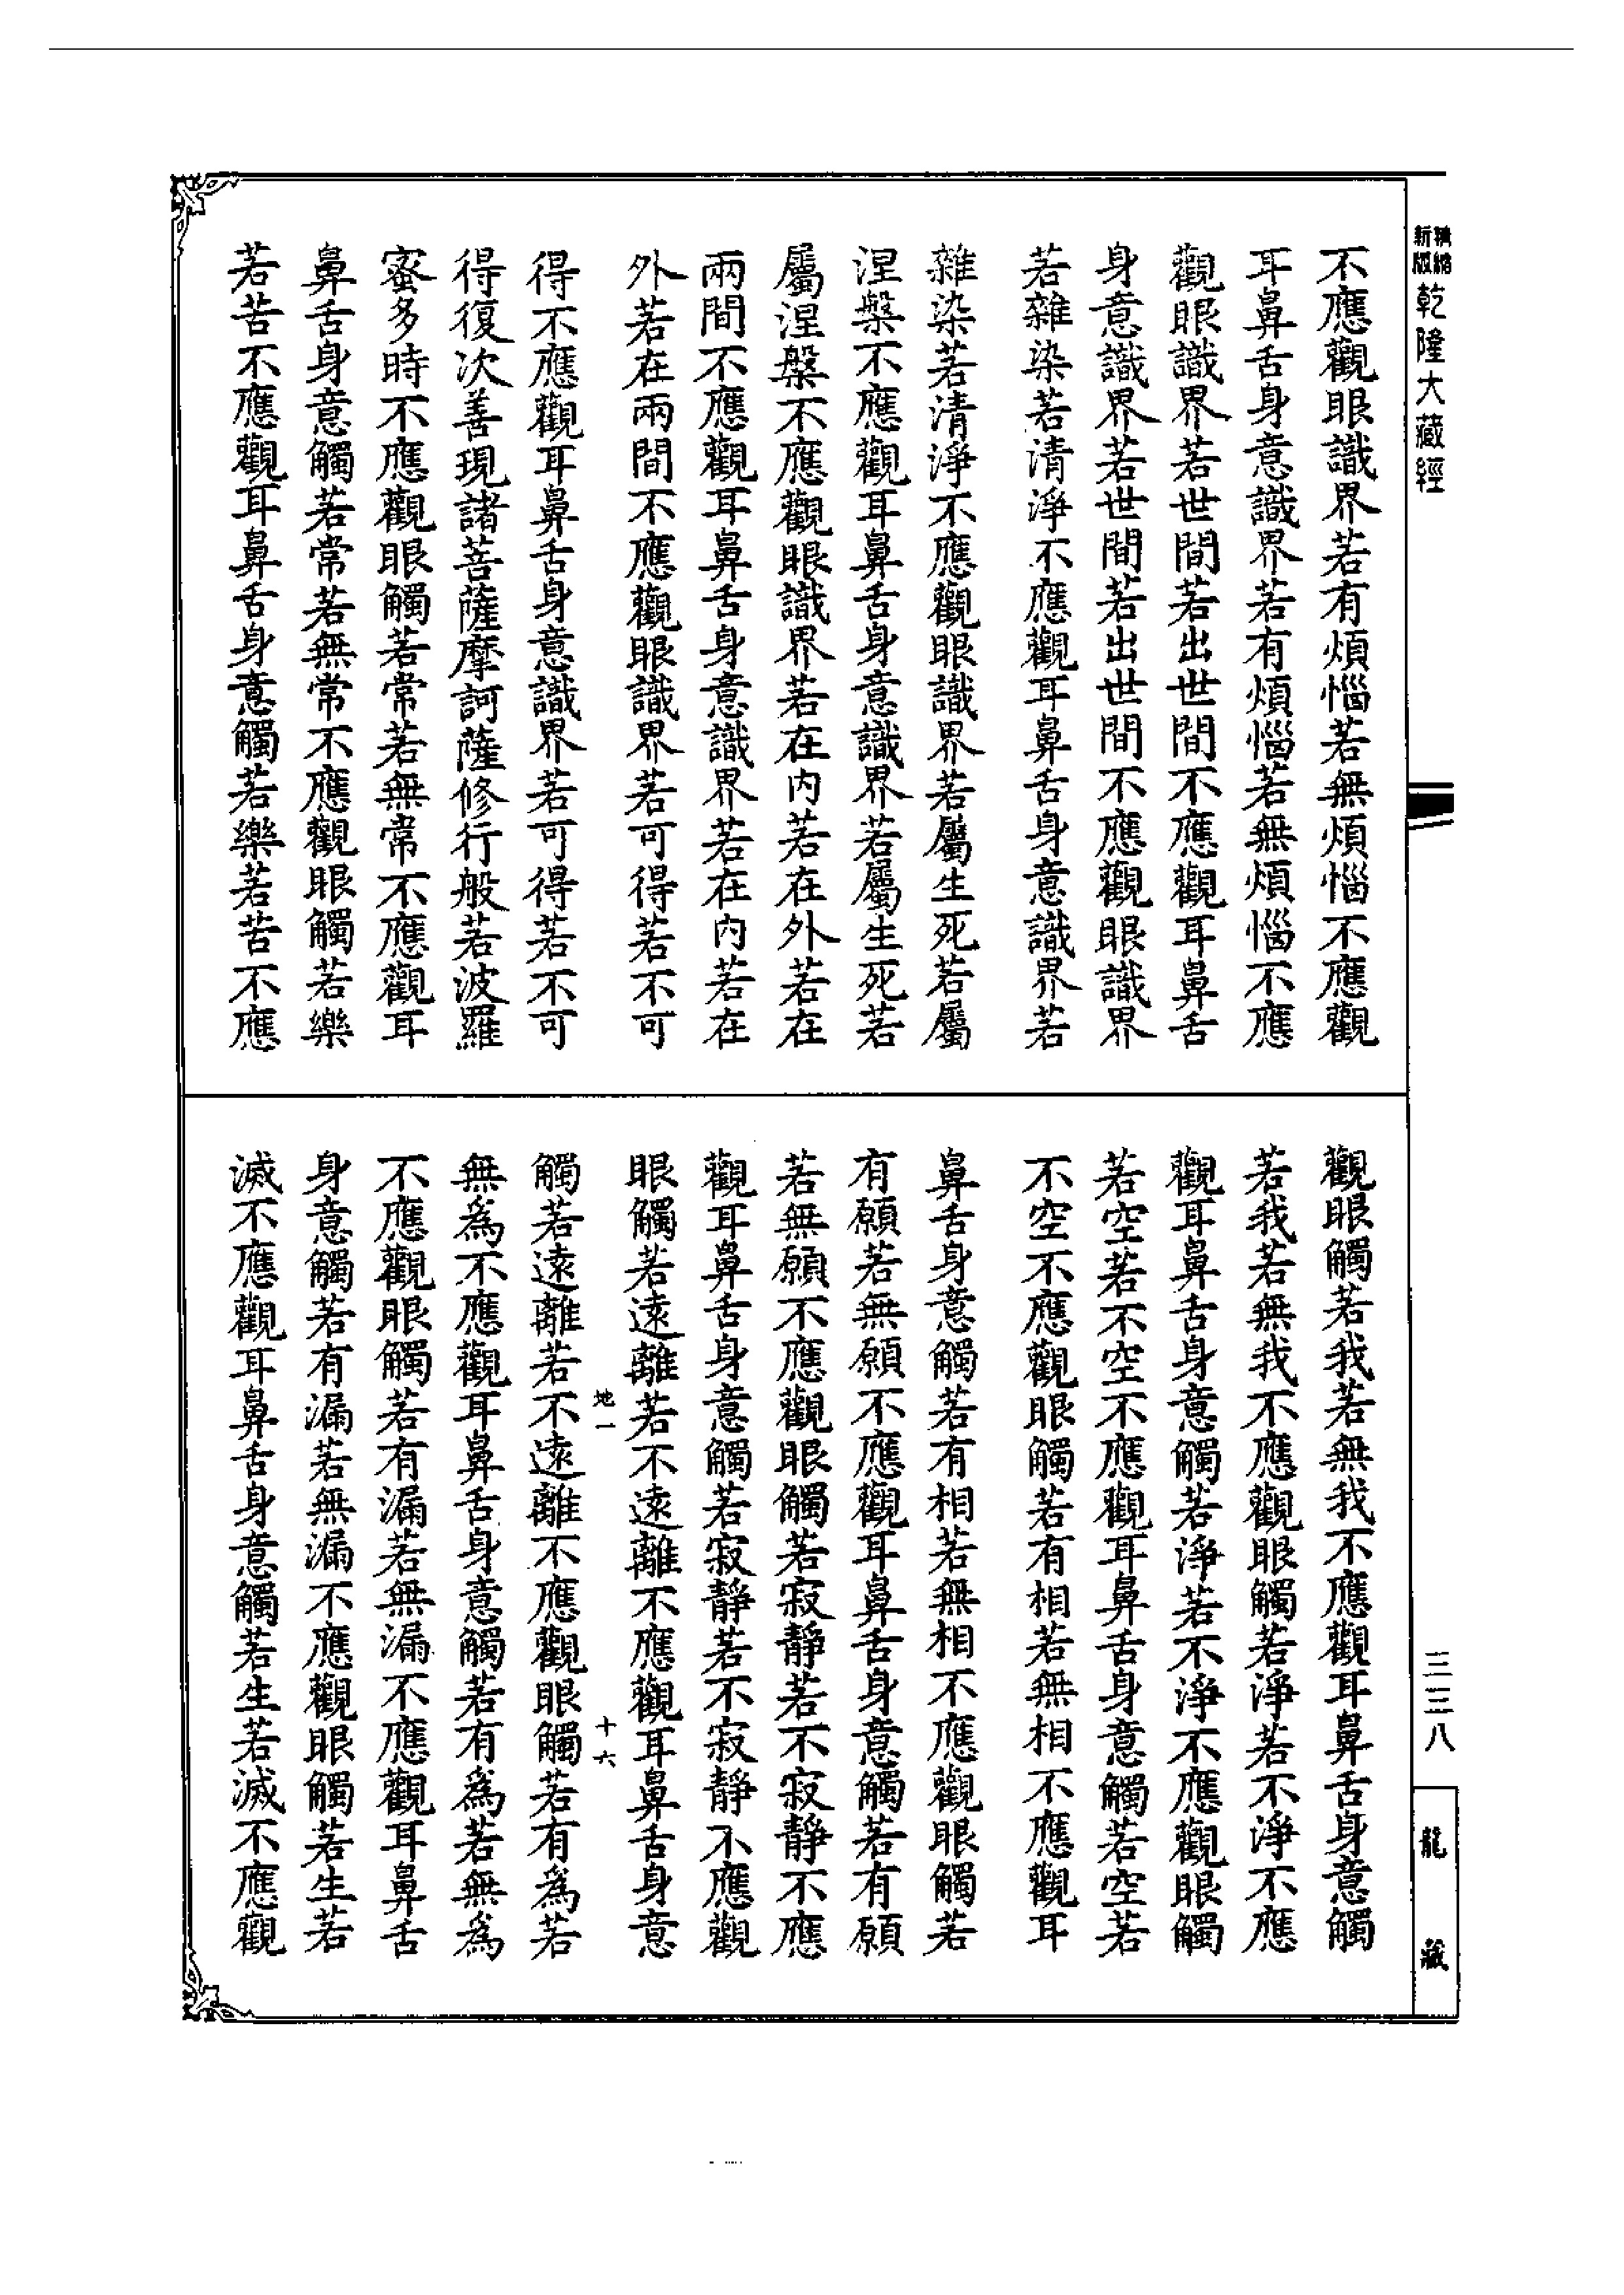 精縮新版乾隆大藏經
不應觀眼識界若有煩惱若無煩惱不應觀
耳鼻舌身意識界若有煩惱若無煩惱不應
觀眼識界若世間若出世間不應觀耳鼻舌
身意識界若世間若出世間不應觀眼識界
若雜染若清淨不應觀耳鼻舌身意識界若
雜染若清淨不應觀眼識界若屬生死若屬
涅槃不應觀耳鼻舌身意識界若屬生死若
屬涅槃不應觀眼識界若在內若在外若在
兩間不應觀耳鼻舌身意識界若在內若在
外若在兩間不應觀眼識界若可得若不可
得不應觀耳鼻舌身意識界若可得若不可
得復次善現諸菩薩摩訶薩修行般若波羅
蜜多時不應觀眼觸若常若無常不應觀耳
鼻舌身意觸若常若無常不應觀眼觸若樂
若苦不應觀耳鼻舌身意觸若樂若苦不應
觀眼觸若我若無我不應觀耳鼻舌身意觸
若我若無我不應觀眼觸若淨若不淨不應
觀耳鼻舌身意觸若淨若不淨不應觀眼觸
若空若不空不應觀耳鼻舌身意觸若空若
不空不應觀眼觸若有相若無相不應觀耳
鼻舌身意觸若有相若無相不應觀眼觸若
有願若無願不應觀耳鼻舌身意觸若有願
若無願不應觀眼觸若寂靜若不寂靜不應
觀耳鼻舌身意觸若寂靜若不寂靜不應觀
眼觸若遠離若不遠離不應觀耳鼻舌身意
地一 十六
觸若遠離若不遠離不應觀眼觸若有為若
無為不應觀耳鼻舌身意觸若有為若無為
不應觀眼觸若有漏若無漏不應觀耳鼻舌
身意觸若有漏若無漏不應觀眼觸若生若
滅不應觀耳鼻舌身意觸若生若滅不應觀
三三八
龍藏